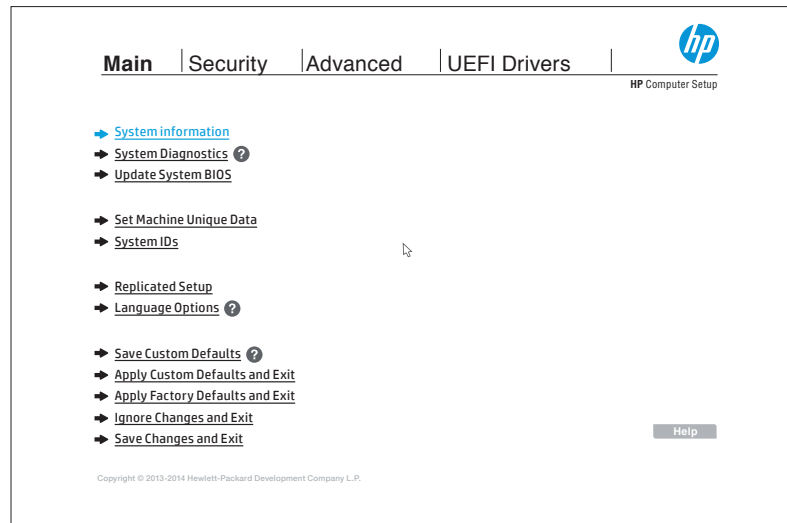 hp
Main Security Advanced UEFI Drivers
HP Computer Setup
System information
System Diagnostics ?
Update System BIOS
Set Machine Unique Data
System IDs
Replicated Setup
Language Options ?
Save Custom Defaults ?
Apply Custom Defaults and Exit
Apply Factory Defaults and Exit
Ignore Changes and Exit
Save Changes and Exit
Help
Copyright © 2013-2014 Hewlett-Packard Development Company L.P.